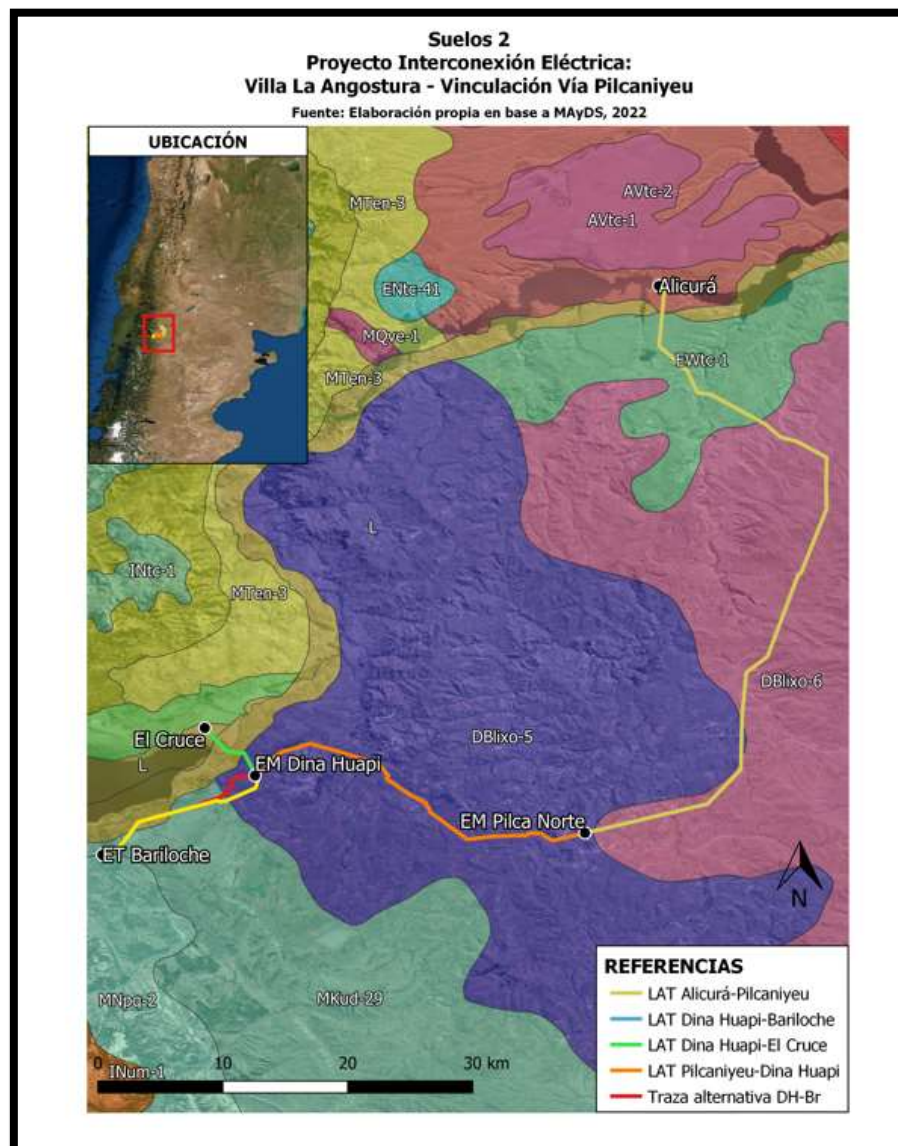 Suelos 2
Proyecto Interconexión Eléctrica:
Villa La Angostura - Vinculación Vía Pilcaniyeu
Fuente: Elaboración propia en base a MAyDS, 2022
UBICACIÓN
MTen-3
AVtc-2
AVtc-1
ENtc-41
Alicurá
MQve-1
EWtc-1
MTen-3
L
INtc-1
MTen-3
DBlixo-6
El Cruce
DBlixo-5
L
EM Dina Huapi
EM Pilca Norte
ET Bariloche
N
MNpq-2
MKud-29
INum-1
0 10 20 30 km
REFERENCIAS
LAT Alicurá-Pilcaniyeu
LAT Dina Huapi-Bariloche
LAT Dina Huapi-El Cruce
LAT Pilcaniyeu-Dina Huapi
Traza alternativa DH-Br